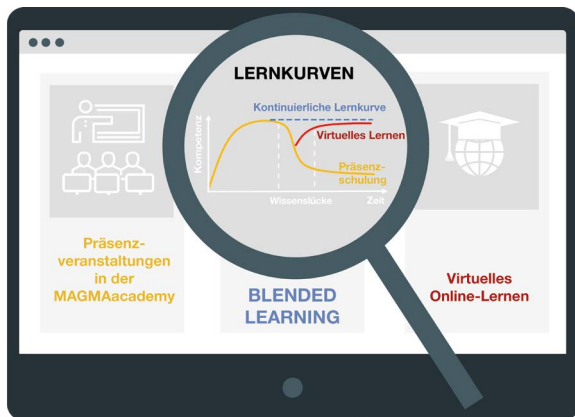 LERNKURVEN
Kontinuierliche Lernkurve
Virtuelles Lernen
Kompetenz
Präsenz-
schulung
Wissenslücke
Zeit
Präsenz-
veranstaltungen
in der
MAGMAacademy
BLENDED
LEARNING
Virtuelles
Online-Lernen